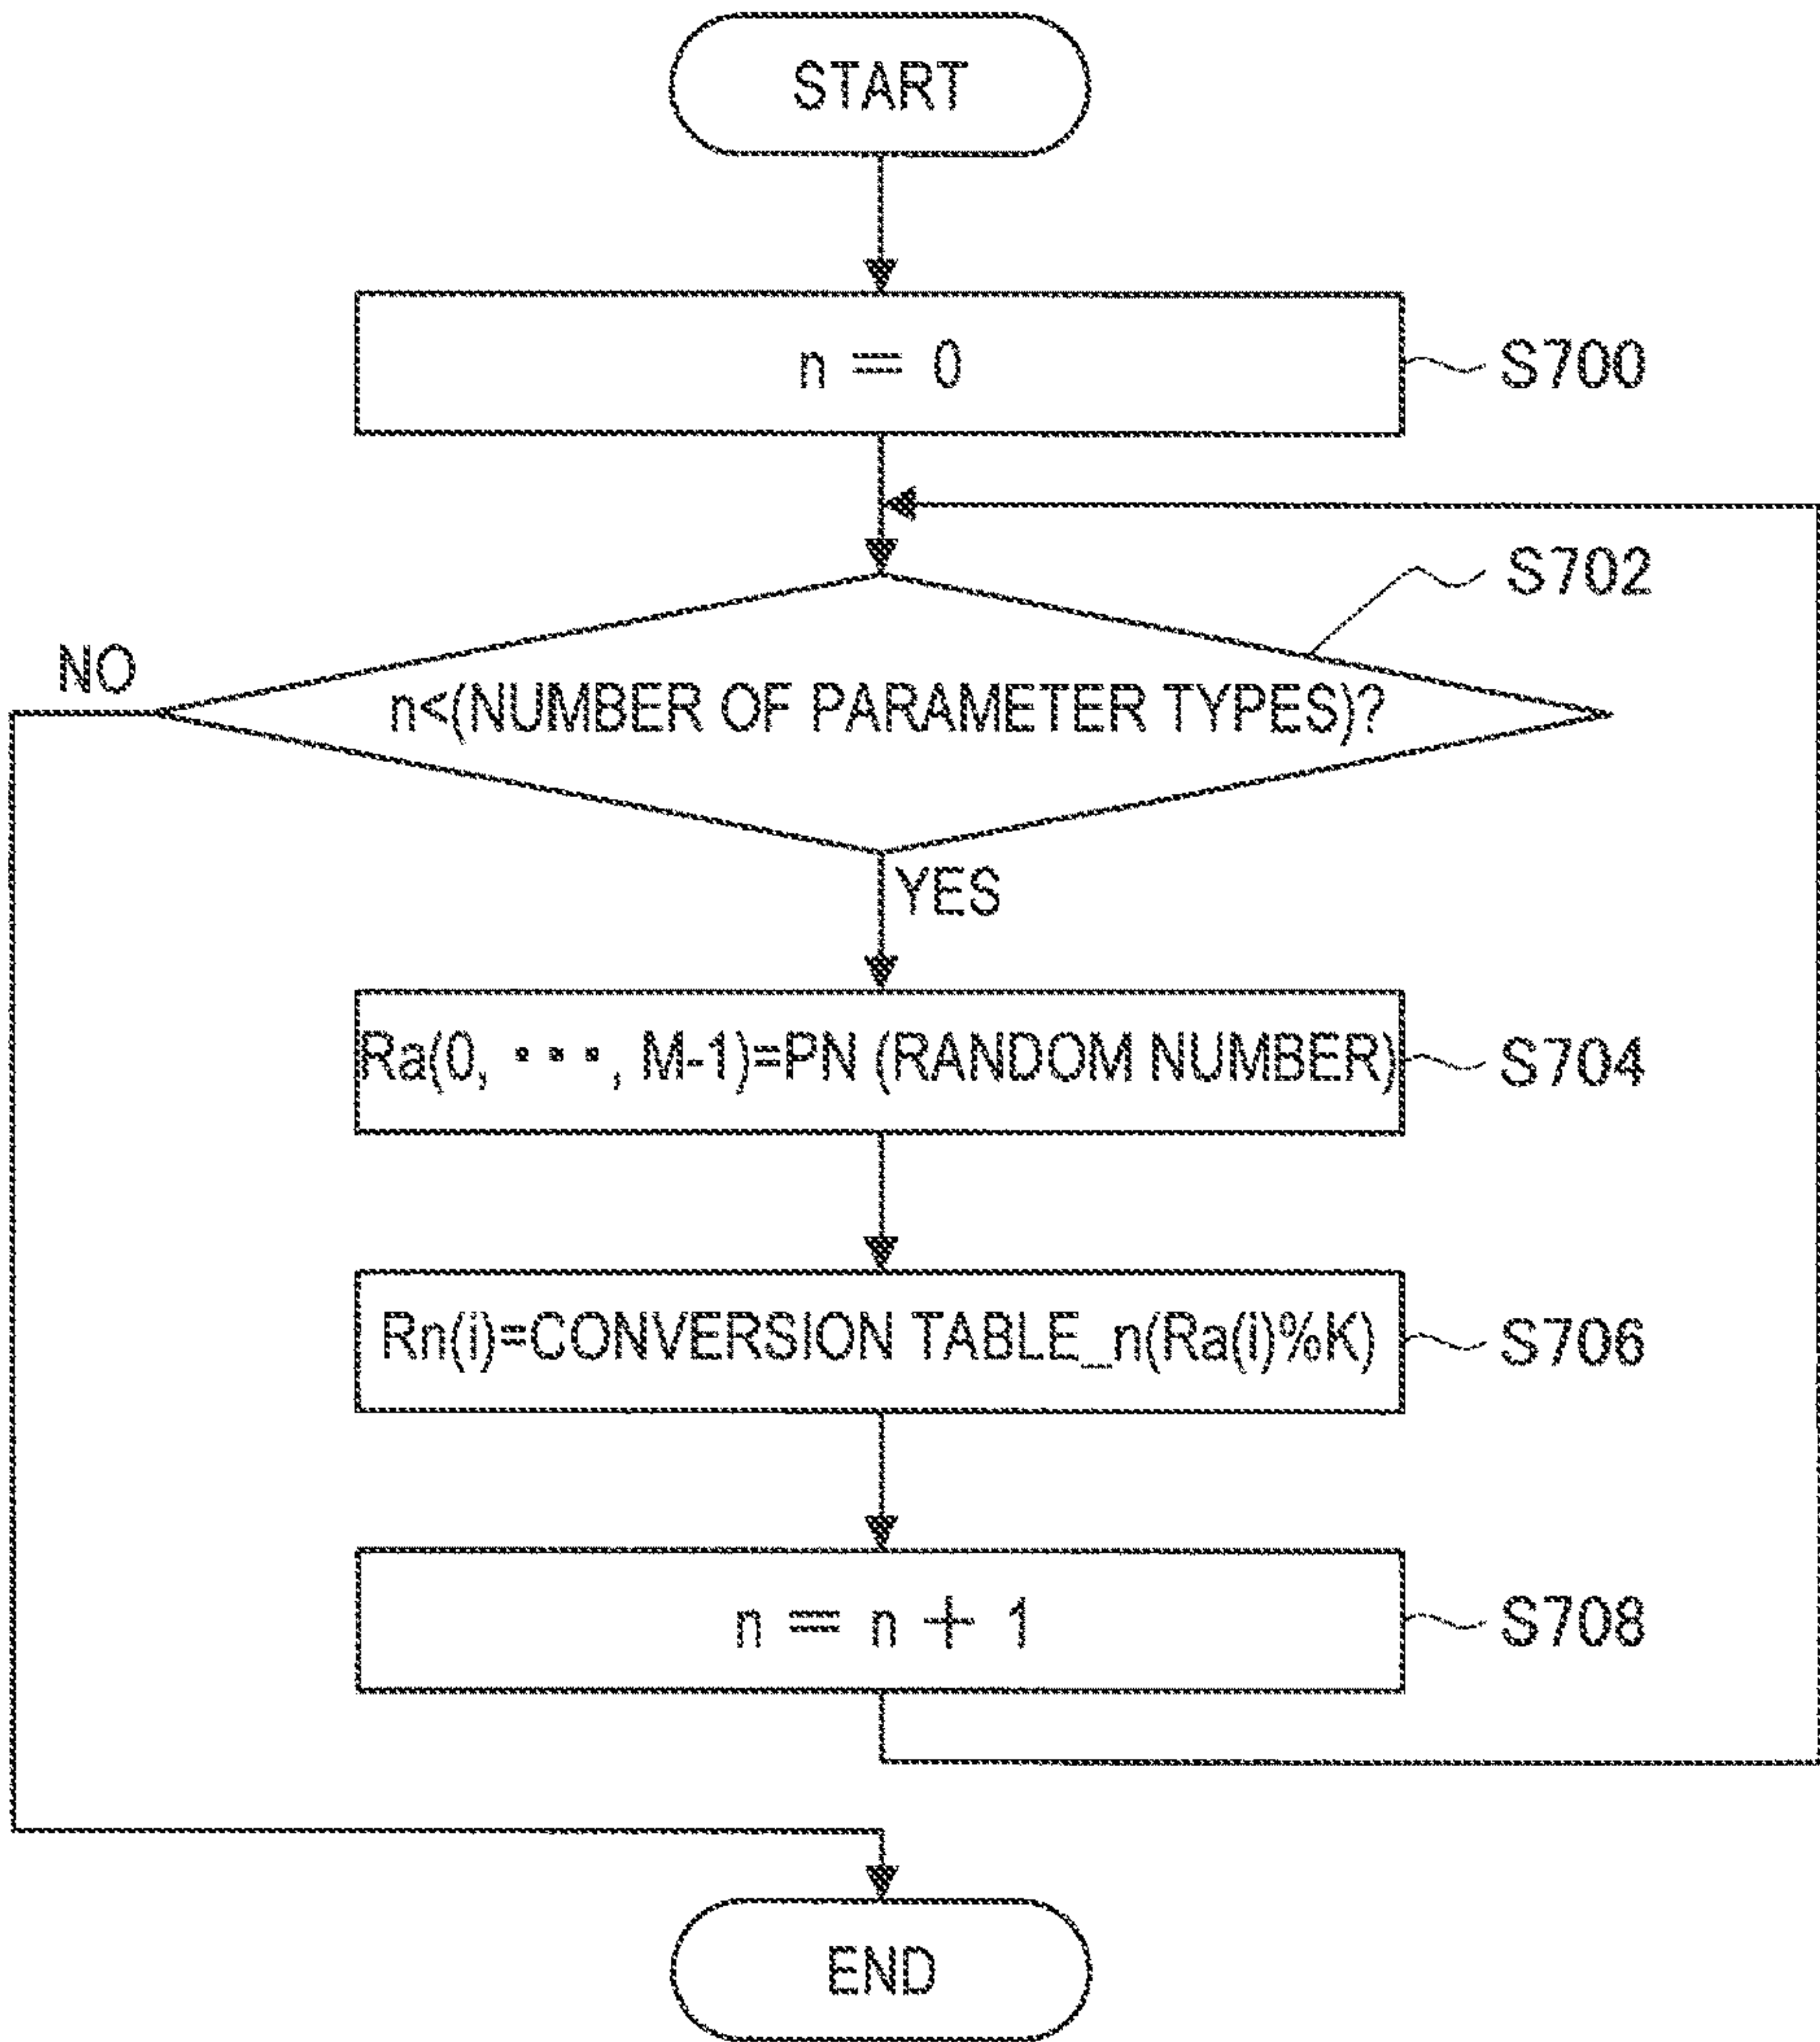 START
n = 0
S700
S702
NO
n<(NUMBER OF PARAMETER TYPES)?
YES
Ra(0, ･･･, M-1)=PN (RANDOM NUMBER)
S704
Rn(i)=CONVERSION TABLE_n(Ra(i)%K)
S706
n = n + 1
S708
END